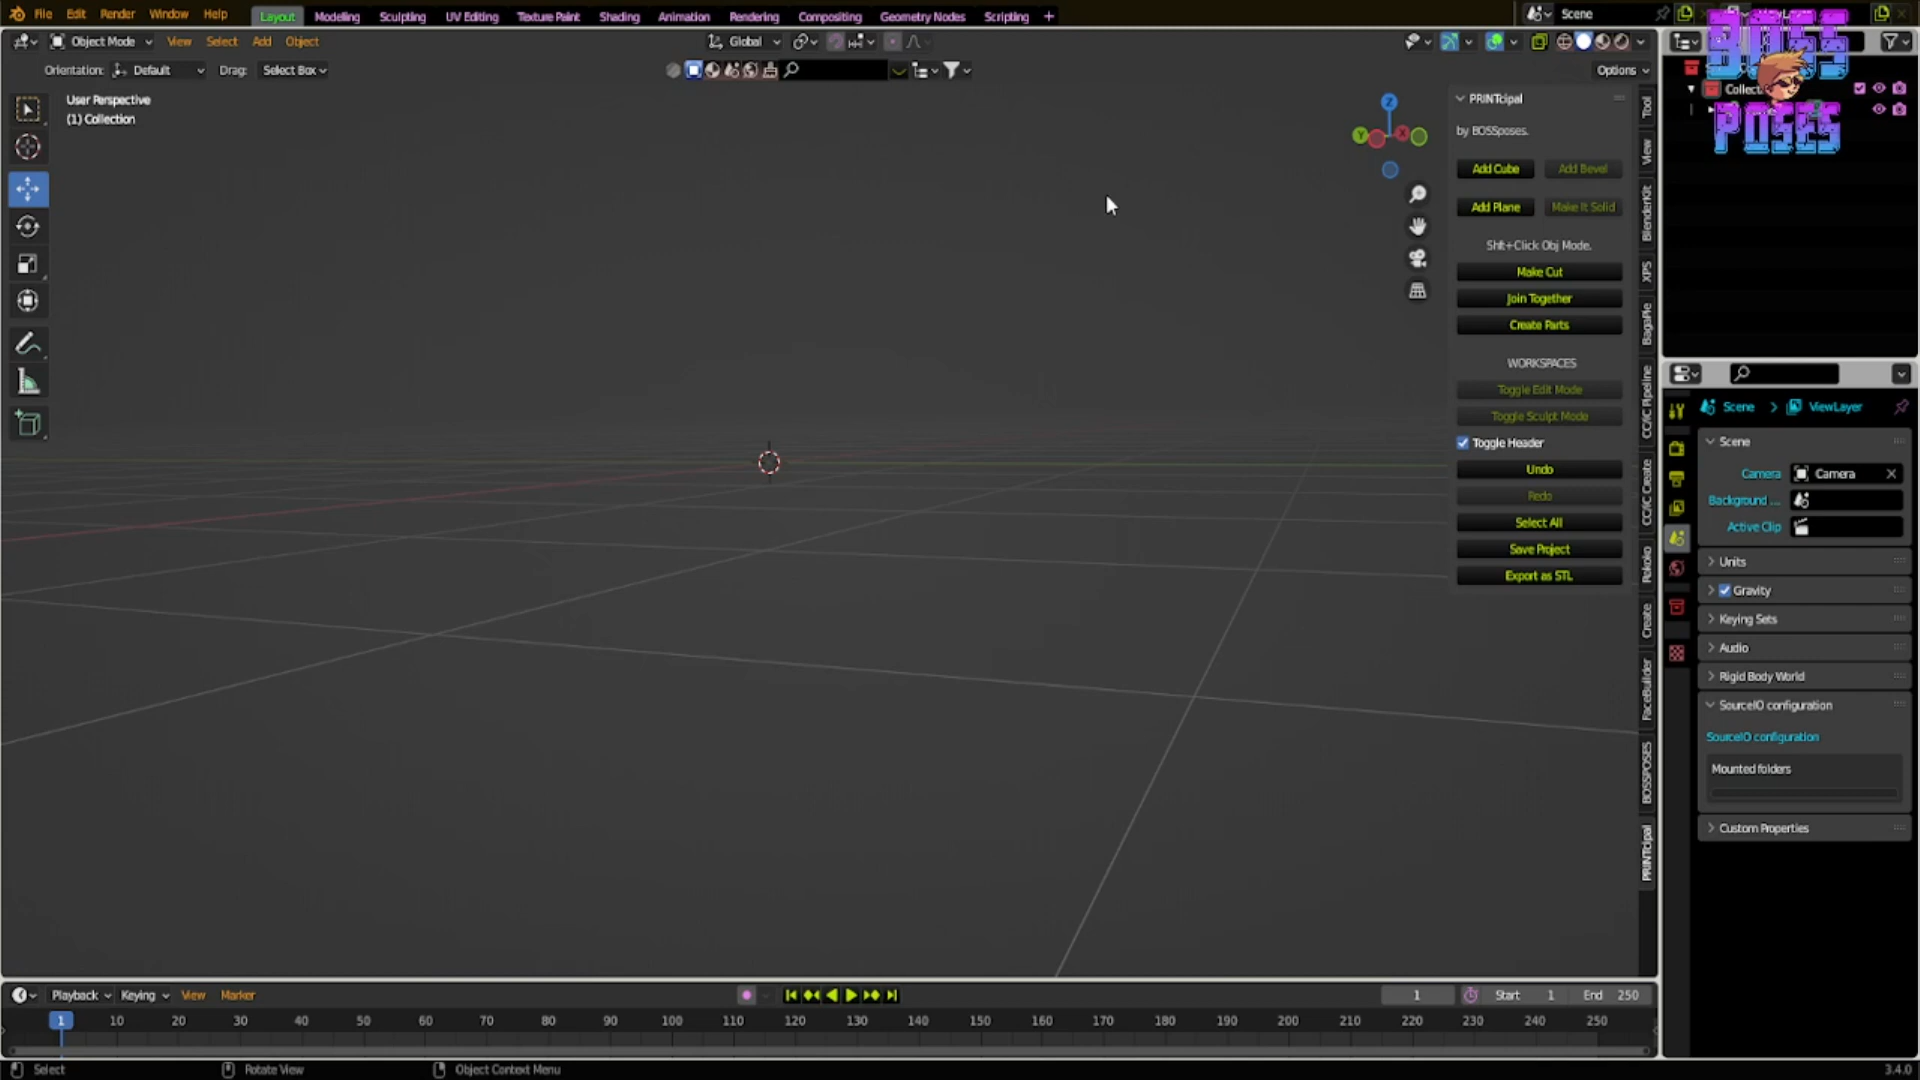 File Edit Render Window Help Layout Modeling Sculpting UV Editing Texture Paint Shading Animation Rendering Compositing Geometry Nodes Scripting + Scene
Object Mode View Select Add Object Global
Orientation: Default Drag: Select Box Options
BOSS
POSES
User Perspective
(1) Collection
Z
Y
X
PRINTcipal
by BOSSposes.
Add Cube Add Bevel
Add Plane Make It Solid
Shit+Click Obj Mode.
Make Cut
Join Together
Create Parts
WORKSPACES
Toggle Edit Mode
Toggle Sculpt Mode
Toggle Header
Undo
Redo
Select All
Save Project
Export as STL
Tool
View
BlenderKit
XPS
BagaPie
CC/iC Pipeline
CC/iC Create
Rokoko
Create
FaceBuilder
BOSSPOSES
PRINTcipal
Scene > ViewLayer
Scene
Camera Camera
Background ...
Active Clip
Units
Gravity
Keying Sets
Audio
Rigid Body World
SourceIO configuration
SourceIO configuration
Mounted folders
Custom Properties
Playback Keying View Marker 1 Start 1 End 250
1 10 20 30 40 50 60 70 80 90 100 110 120 130 140 150 160 170 180 190 200 210 220 230 240 250
Select Rotate View Object Context Menu 3.4.0